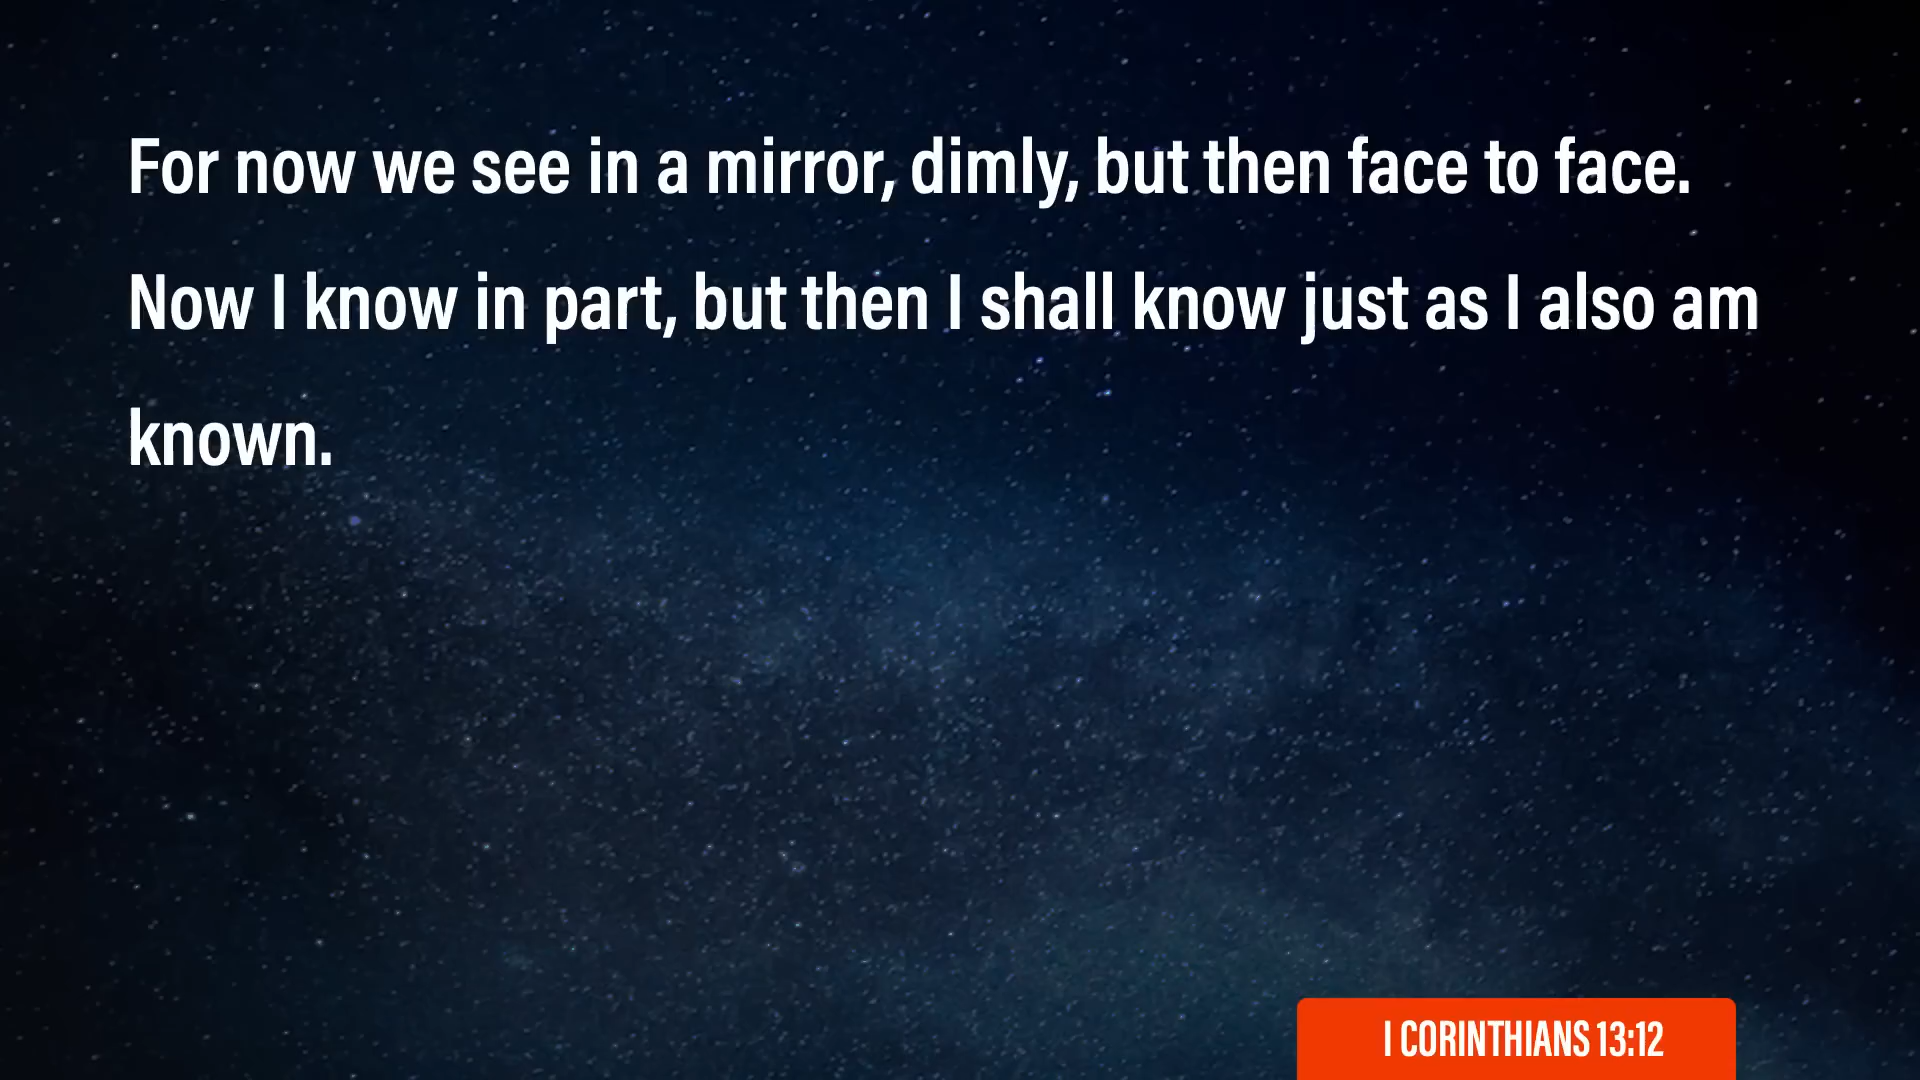 For now we see in a mirror, dimly, but then face to face.
Now I know in part, but then I shall know just as I also am
known.
I CORINTHIANS 13:12